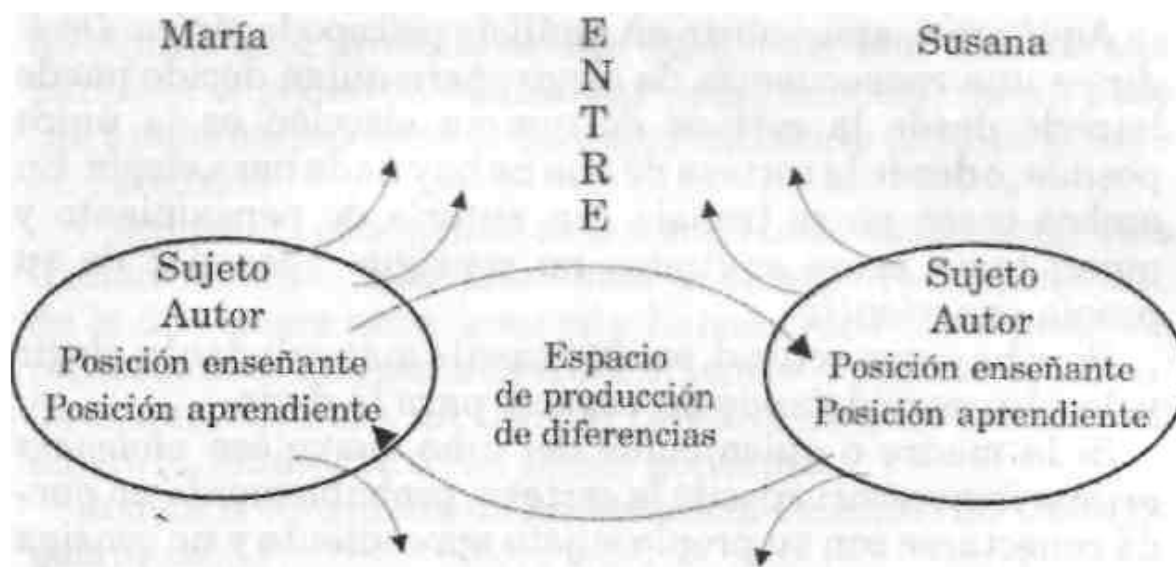 María
E
N
T
R
E
Susana
Sujeto
Autor
Posición enseñante
Posición aprendiente
Espacio
de producción
de diferencias
Sujeto
Autor
Posición enseñante
Posición aprendiente